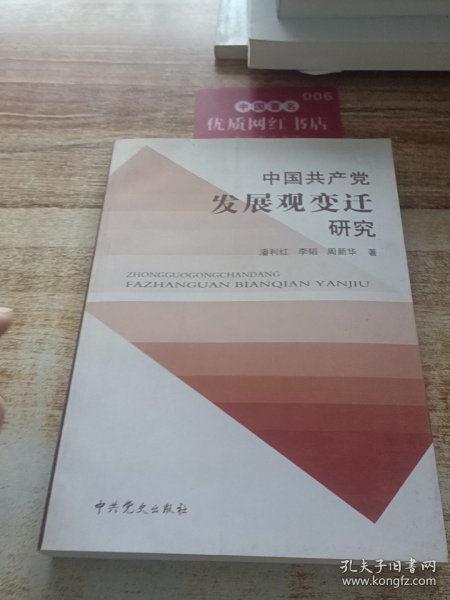 006
中国著名
优质网红书店
中国共产党
发展观变迁
研究
潘利红 李韬 周新华 著
ZHONGGUOGONGCHANDANG
FAZHANGUAN BIANQIAN YANJIU
中共党史出版社
孔夫子旧书网
www.kongfz.com